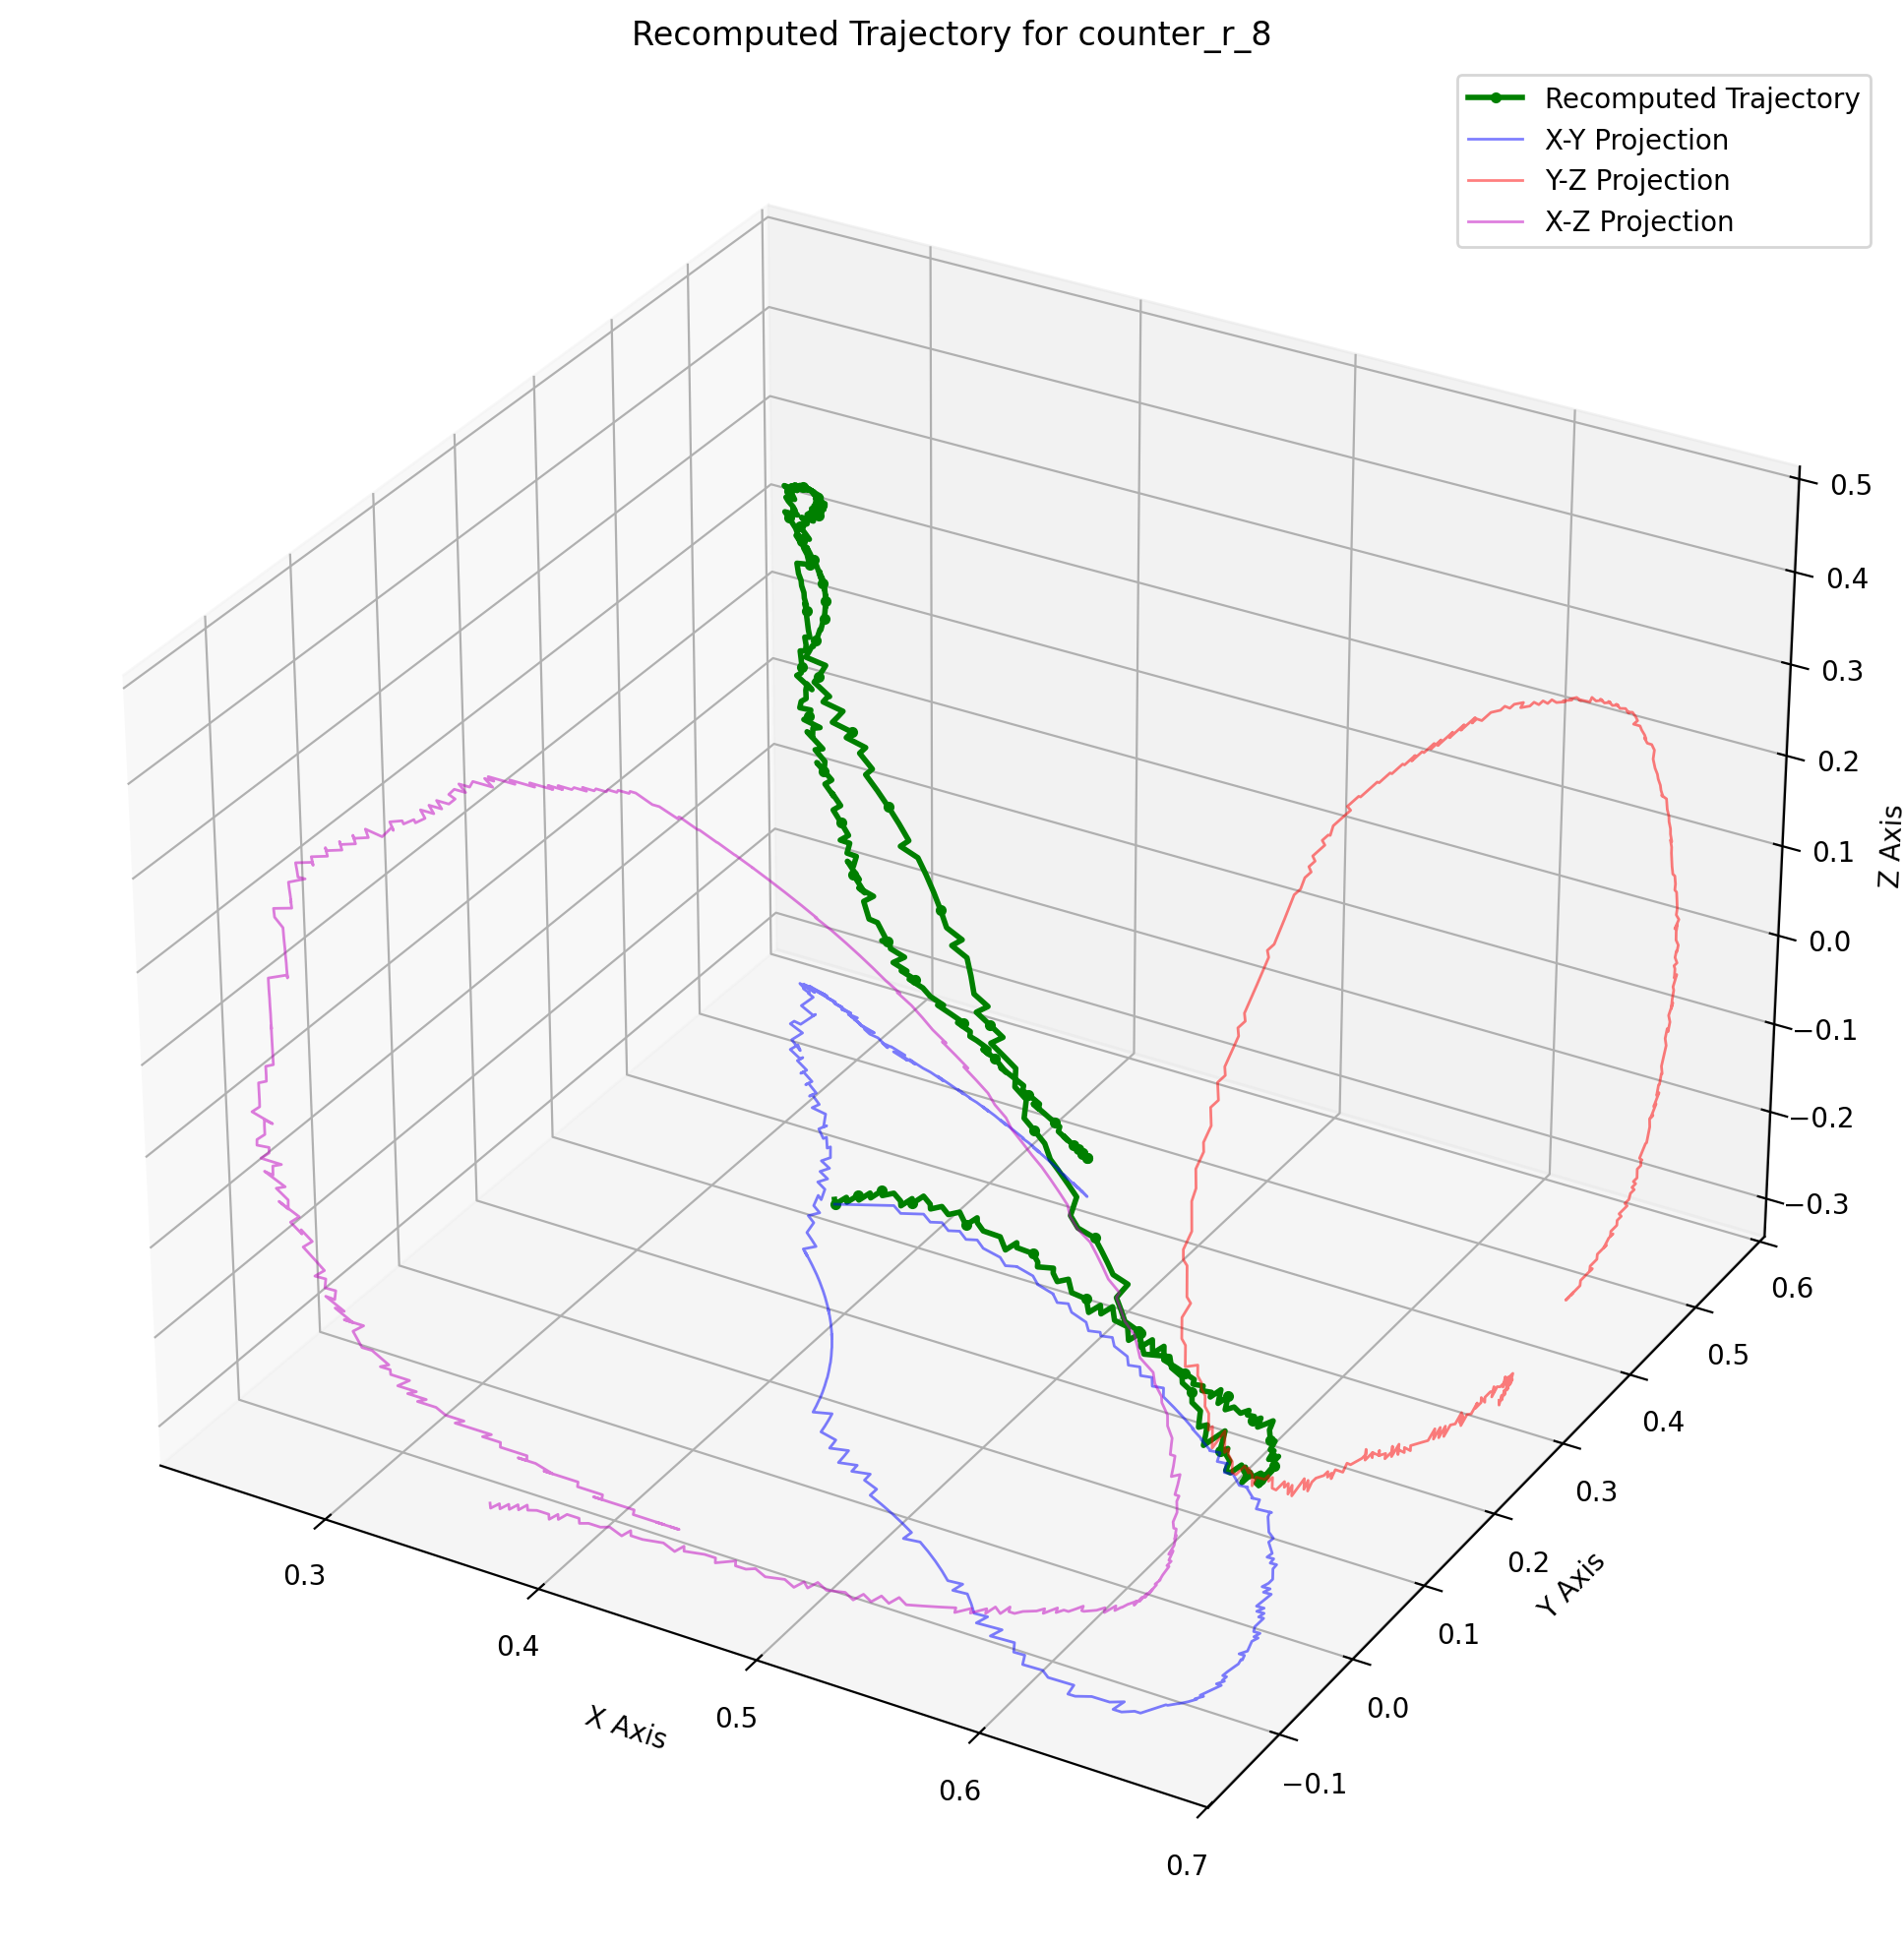 Recomputed Trajectory for counter_r_8
Recomputed Trajectory
X-Y Projection
Y-Z Projection
X-Z Projection
0.5
0.4
0.3
0.2
0.1
0.0
−0.1
−0.2
−0.3
Z Axis
0.6
0.5
0.4
0.3
0.2
0.1
0.0
−0.1
Y Axis
0.3
0.4
0.5
0.6
0.7
X Axis